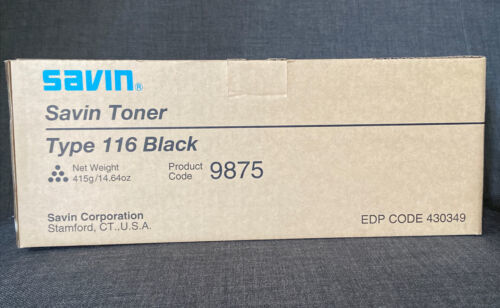 savin®
Savin Toner
Type 116 Black
Net Weight
415g/14.64oz
Product
Code
9875
Savin Corporation
Stamford, CT.,U.S.A.
EDP CODE 430349